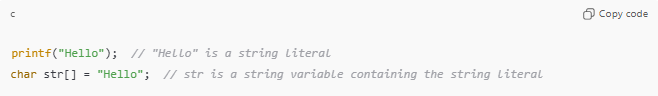 c Copy code
printf("Hello"); // "Hello" is a string literal
char str[] = "Hello"; // str is a string variable containing the string literal